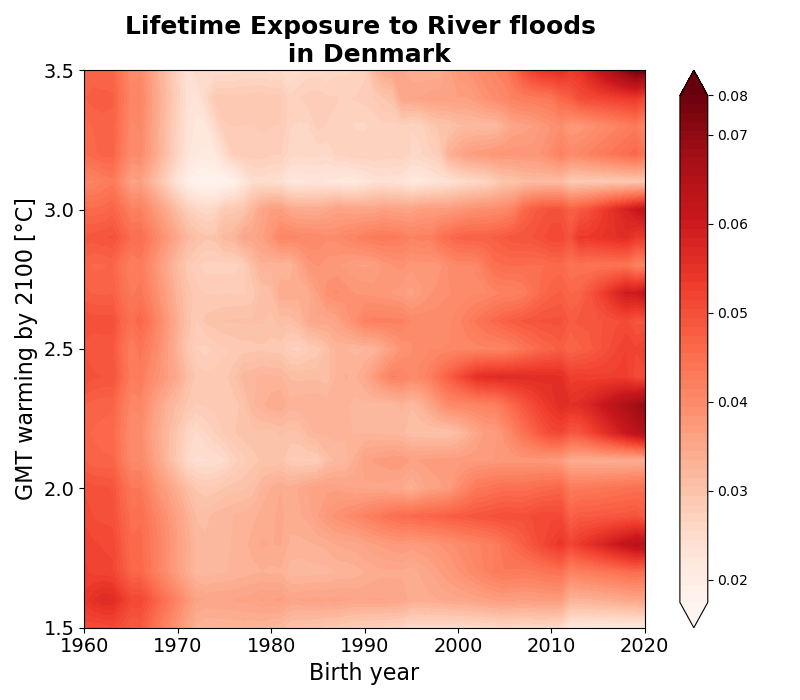 Lifetime Exposure to River floods
in Denmark
GMT warming by 2100 [°C]
3.5
3.0
2.5
2.0
1.5
1960 1970 1980 1990 2000 2010 2020
Birth year
0.08
0.07
0.06
0.05
0.04
0.03
0.02